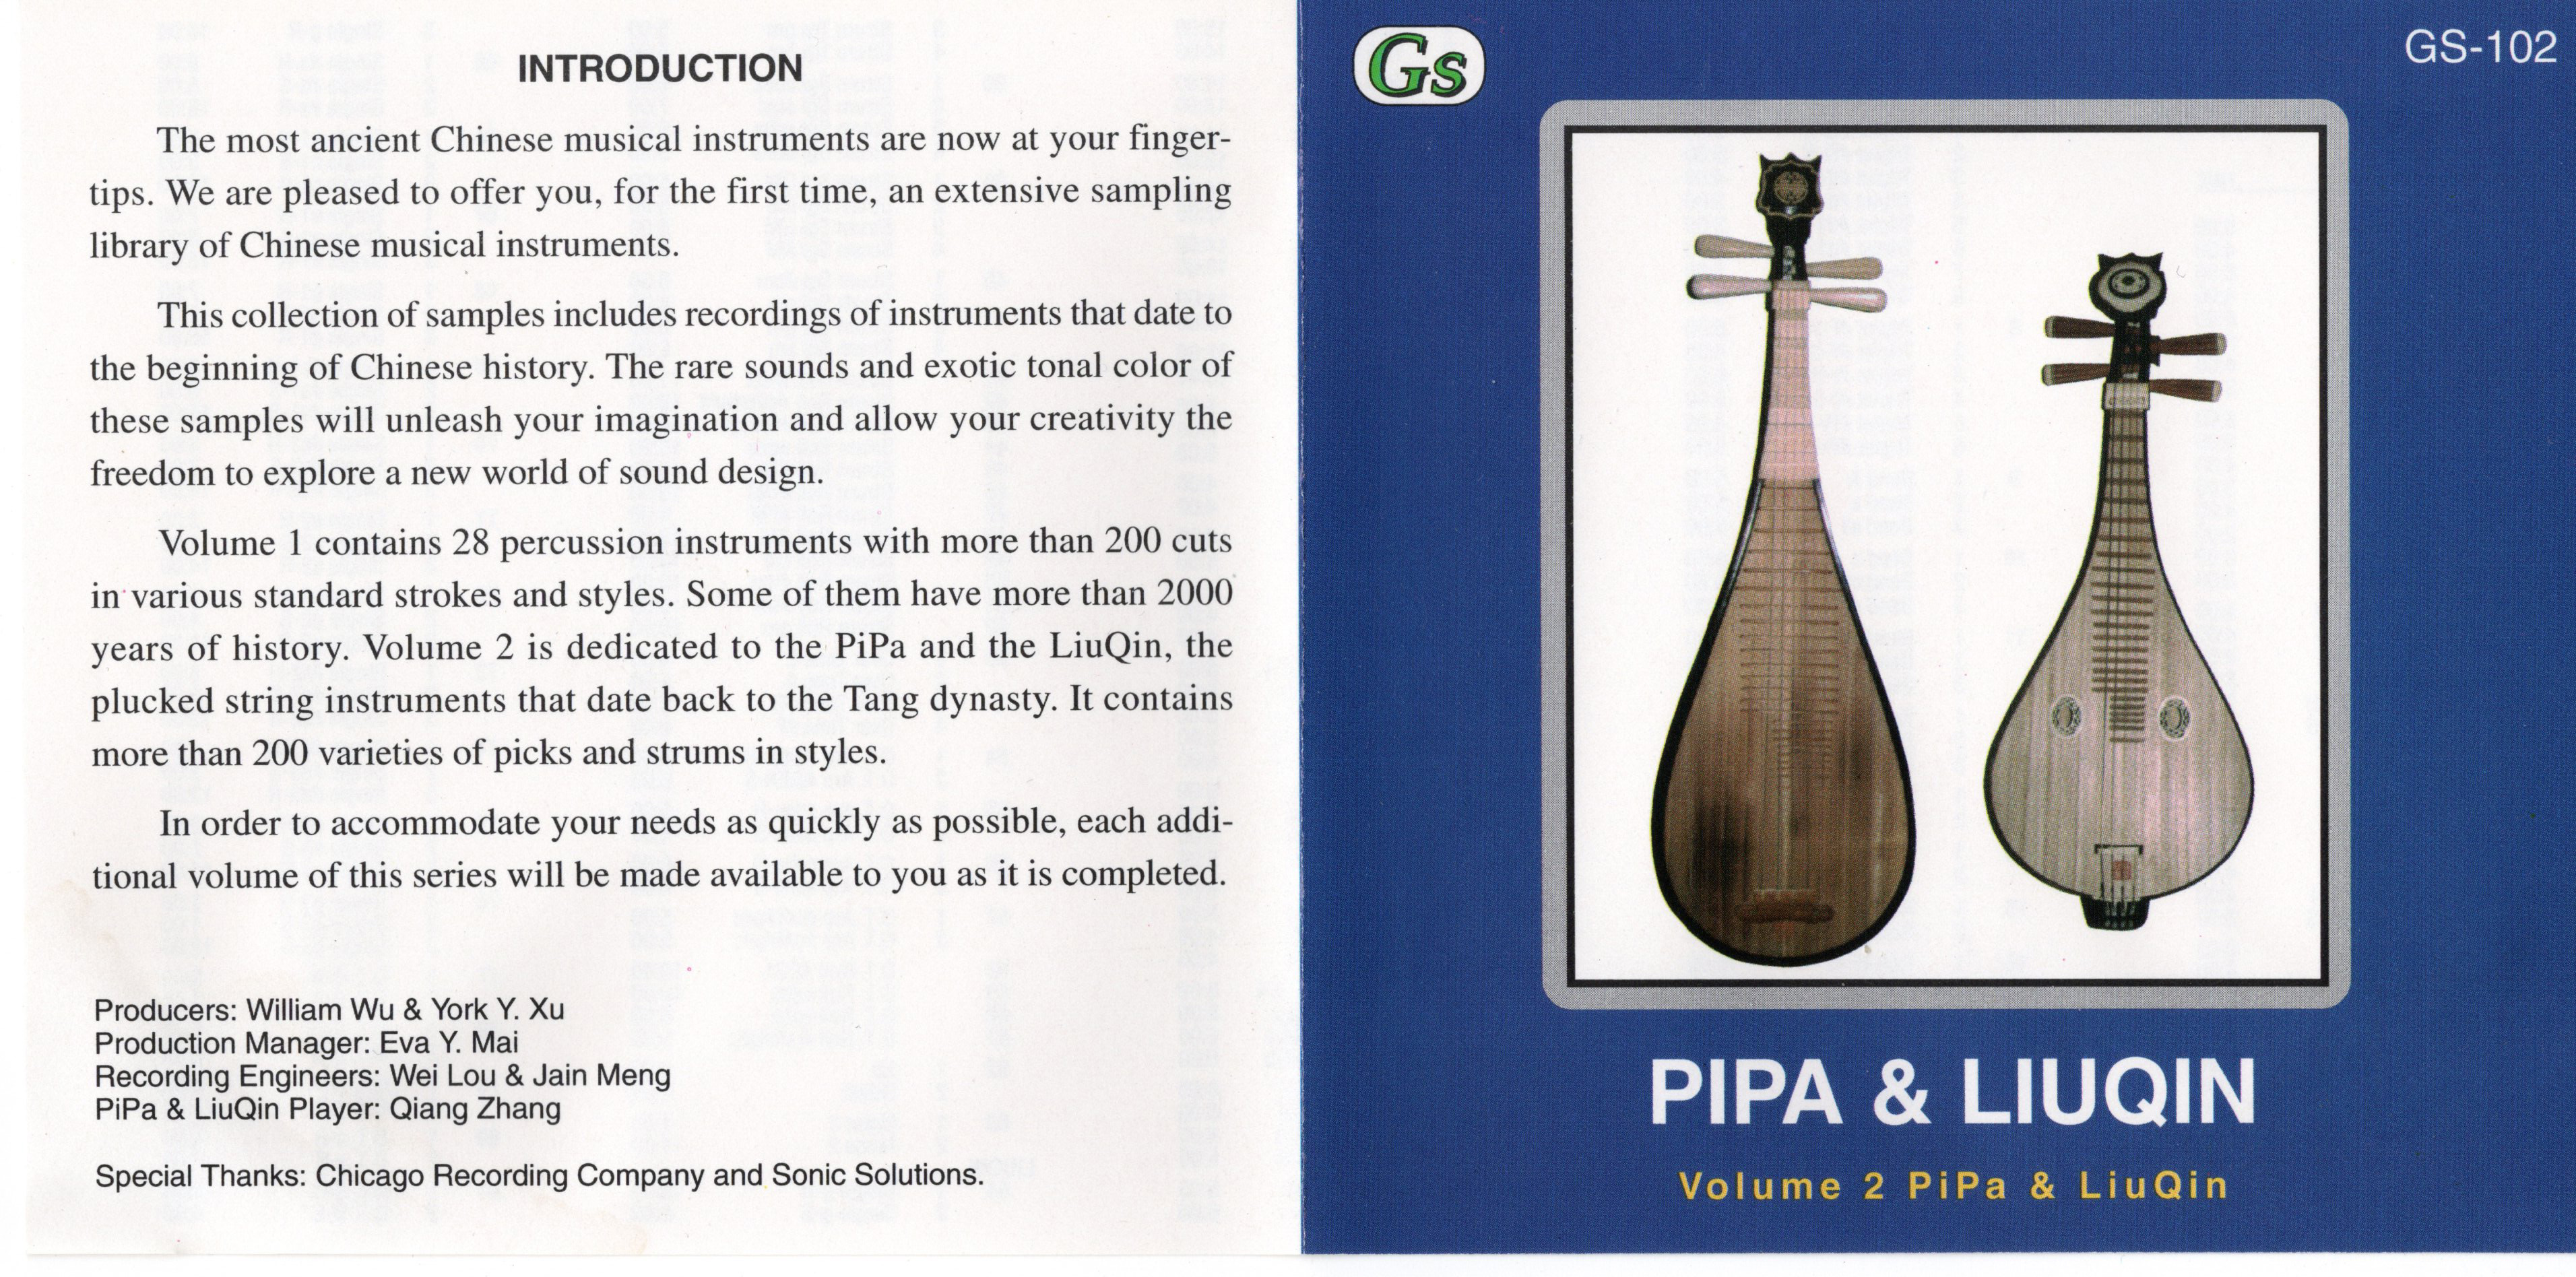 INTRODUCTION
The most ancient Chinese musical instruments are now at your finger-
tips. We are pleased to offer you, for the first time, an extensive sampling
library of Chinese musical instruments.
This collection of samples includes recordings of instruments that date to
the beginning of Chinese history. The rare sounds and exotic tonal color of
these samples will unleash your imagination and allow your creativity the
freedom to explore a new world of sound design.
Volume 1 contains 28 percussion instruments with more than 200 cuts
in various standard strokes and styles. Some of them have more than 2000
years of history. Volume 2 is dedicated to the PiPa and the LiuQin, the
plucked string instruments that date back to the Tang dynasty. It contains
more than 200 varieties of picks and strums in styles.
In order to accommodate your needs as quickly as possible, each addi-
tional volume of this series will be made available to you as it is completed.
Producers: William Wu & York Y. Xu
Production Manager: Eva Y. Mai
Recording Engineers: Wei Lou & Jain Meng
PiPa & LiuQin Player: Qiang Zhang
Special Thanks: Chicago Recording Company and Sonic Solutions.
Gs
GS-102
PIPA & LIUQIN
Volume 2 PiPa & LiuQin